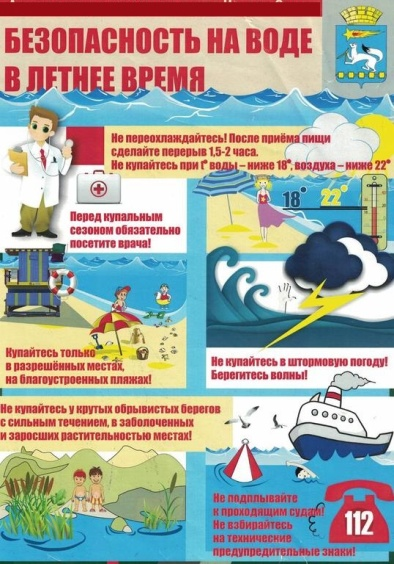 БЕЗОПАСНОСТЬ НА ВОДЕ
В ЛЕТНЕЕ ВРЕМЯ
Не переохлаждайтесь! После приёма пищи
сделайте перерыв 1,5-2 часа.
Не купайтесь при t° воды – ниже 18°, воздуха – ниже 22°
18° 22°
Перед купальным
сезоном обязательно
посетите врача!
Купайтесь только
в разрешённых местах,
на благоустроенных пляжах!
Не купайтесь в штормовую погоду!
Берегитесь волны!
Не купайтесь у крутых обрывистых берегов
с сильным течением, в заболоченных
и заросших растительностью местах!
Не подплывайте
к проходящим судам!
Не взбирайтесь
на технические
предупредительные знаки!
112